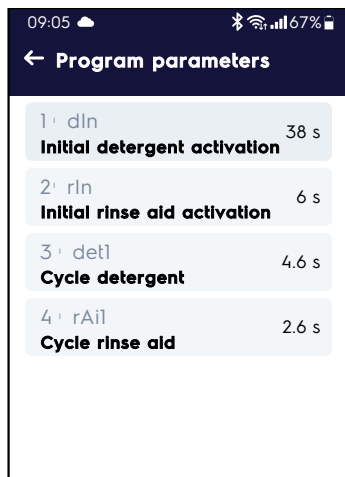 09:05 67%
← Program parameters
1 dIn
Initial detergent activation 38 s
2 rIn
Initial rinse aid activation 6 s
3 det1
Cycle detergent 4.6 s
4 rAi1
Cycle rinse aid 2.6 s